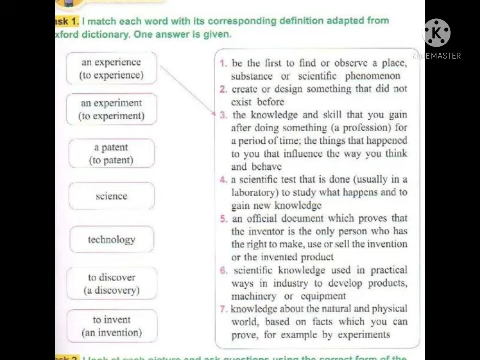 ask 1. I match each word with its corresponding definition adapted from
xford dictionary. One answer is given.
an experience
(to experience)
an experiment
(to experiment)
a patent
(to patent)
science
technology
to discover
(a discovery)
to invent
(an invention)
1. be the first to find or observe a place,
substance or scientific phenomenon
2. create or design something that did not
exist before
3. the knowledge and skill that you gain
after doing something (a profession) for
a period of time; the things that happened
to you that influence the way you think
and behave
4. a scientific test that is done (usually in a
laboratory) to study what happens and to
gain new knowledge
5. an official document which proves that
the inventor is the only person who has
the right to make, use or sell the invention
or the invented product
6. scientific knowledge used in practical
ways in industry to develop products,
machinery or equipment
7. knowledge about the natural and physical
world, based on facts which you can
prove, for example by experiments
KINEMASTER